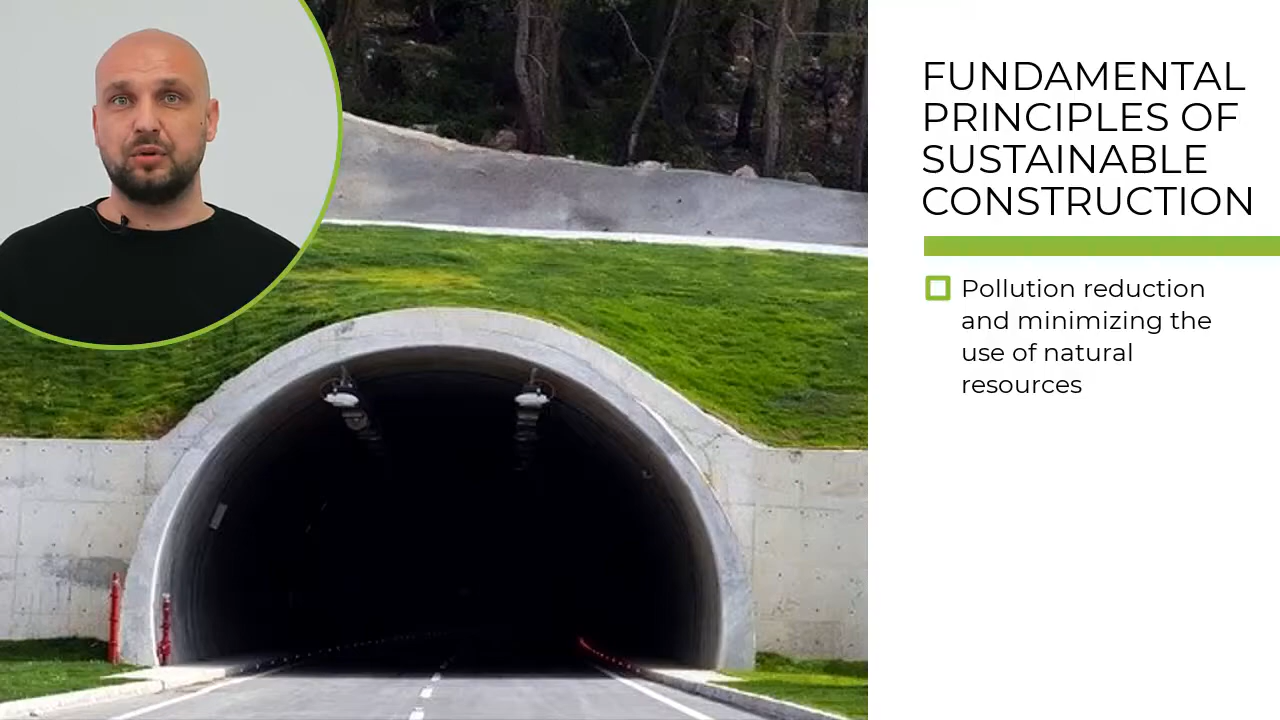 FUNDAMENTAL
PRINCIPLES OF
SUSTAINABLE
CONSTRUCTION
Pollution reduction
and minimizing the
use of natural
resources